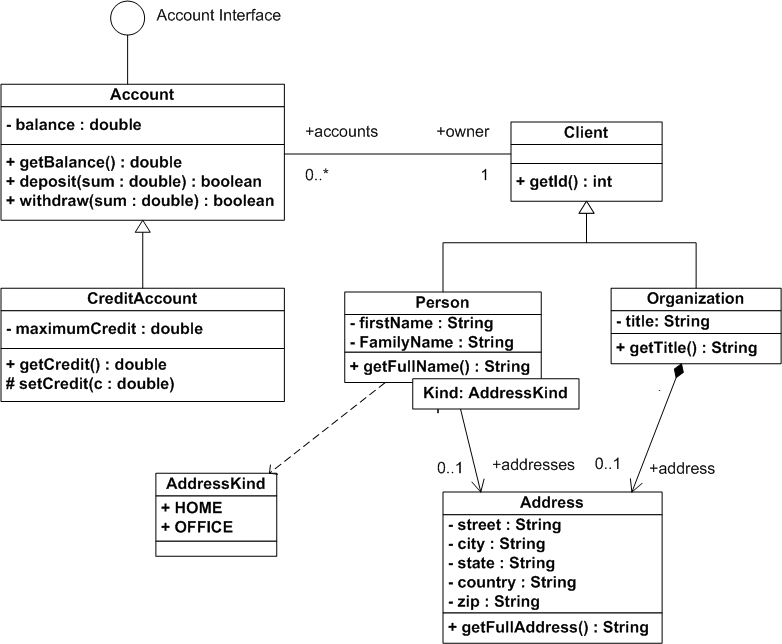 Account Interface
Account
- balance : double
+ getBalance() : double
+ deposit(sum : double) : boolean
+ withdraw(sum : double) : boolean
+accounts
+owner
0..*
1
Client
+ getId() : int
CreditAccount
- maximumCredit : double
+ getCredit() : double
# setCredit(c : double)
Person
- firstName : String
- FamilyName : String
+ getFullName() : String
Kind: AddressKind
Organization
- title: String
+ getTitle() : String
AddressKind
+ HOME
+ OFFICE
0..1
+addresses
0..1
+address
Address
- street : String
- city : String
- state : String
- country : String
- zip : String
+ getFullAddress() : String